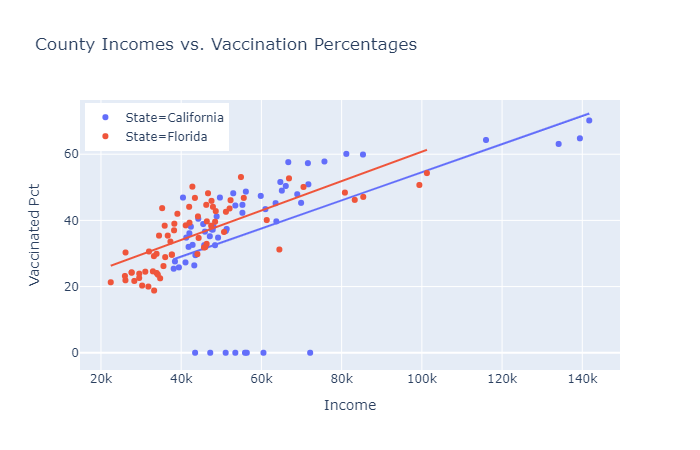 County Incomes vs. Vaccination Percentages
State=California
State=Florida
Vaccinated Pct
60
40
20
0
20k 40k 60k 80k 100k 120k 140k
Income